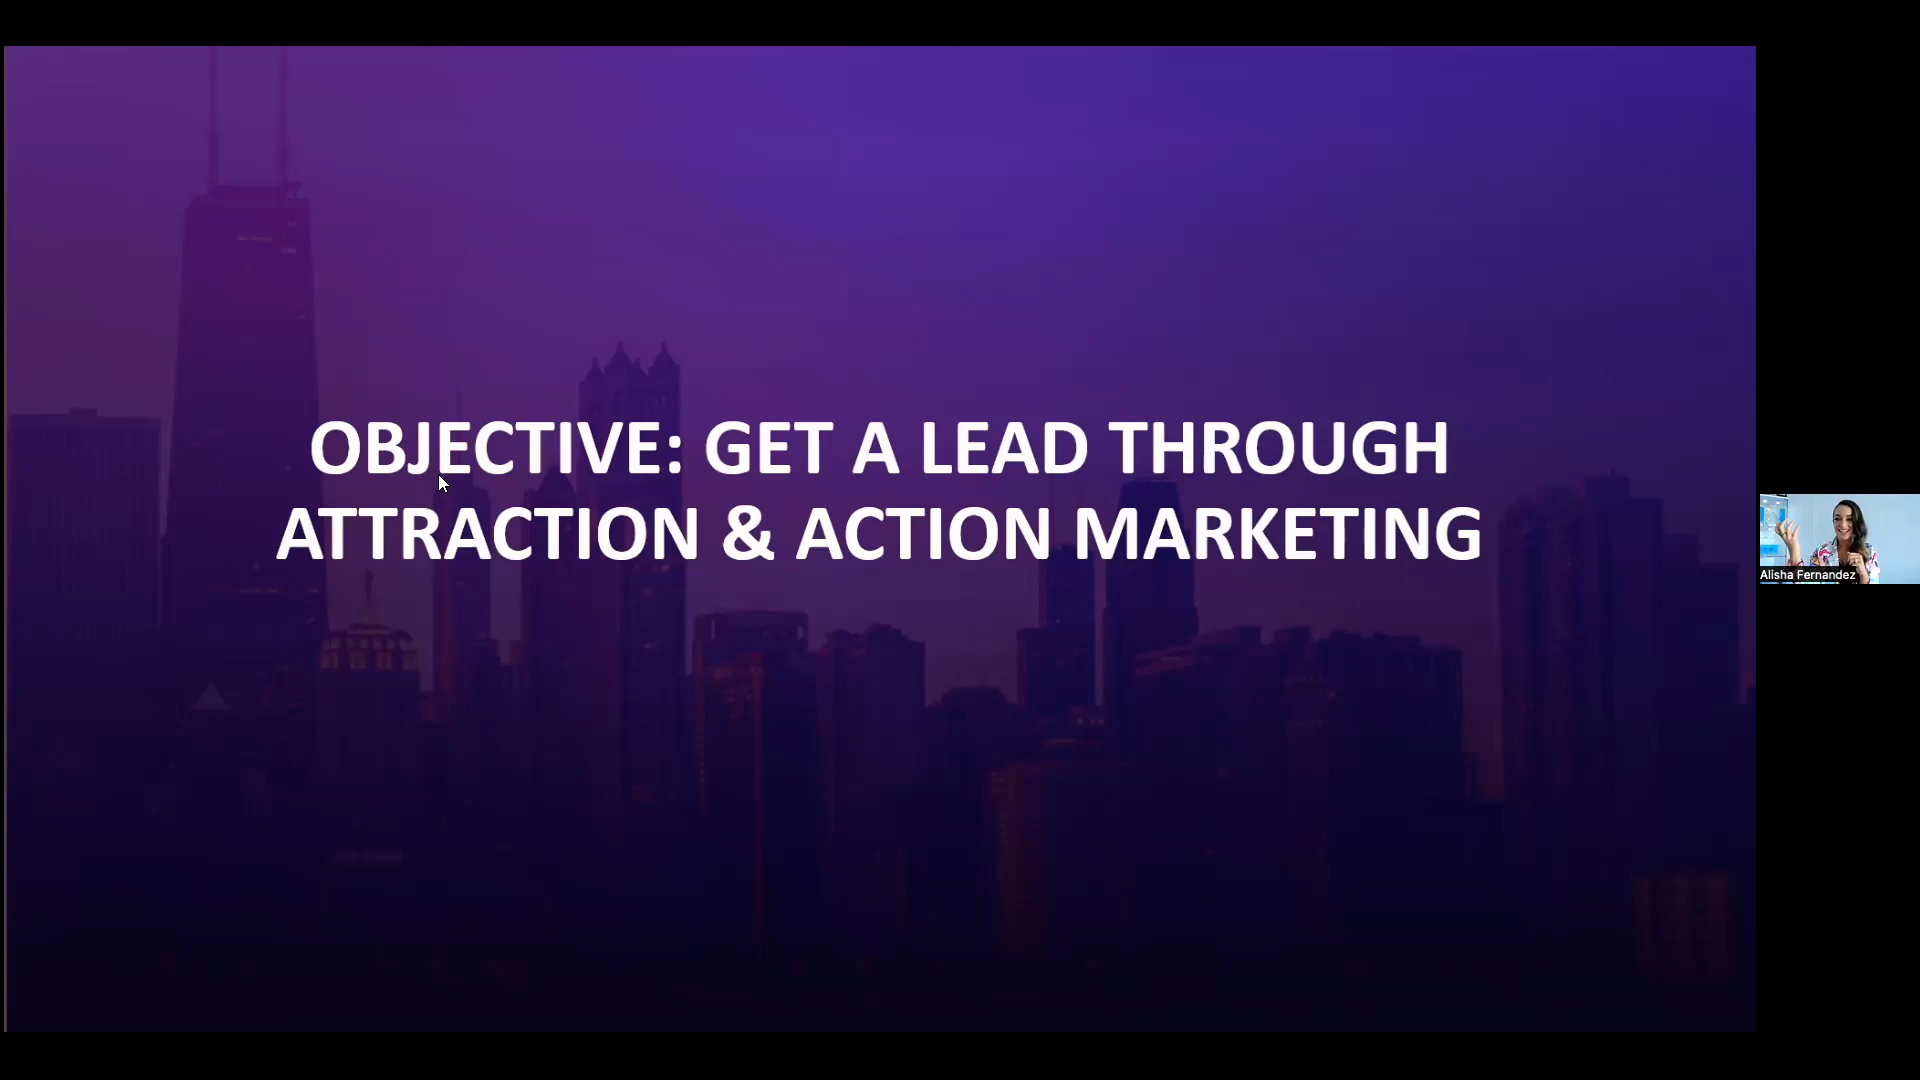 OBJECTIVE: GET A LEAD THROUGH
ATTRACTION & ACTION MARKETING
Alisha Fernandez